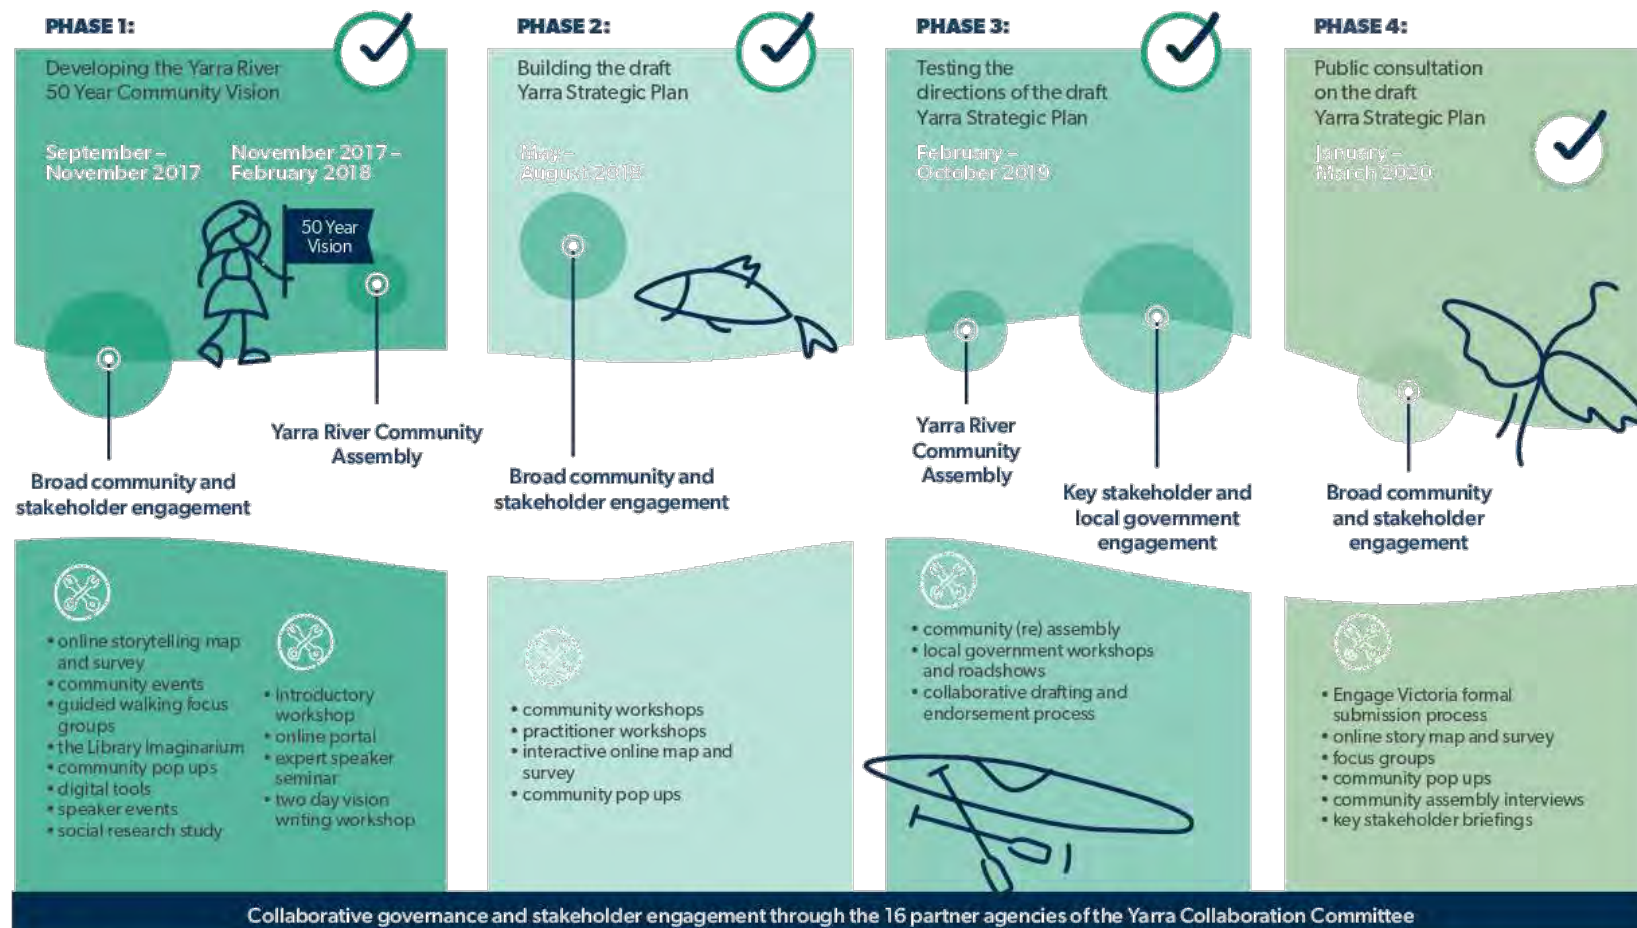 PHASE 1:
Developing the Yarra River
50 Year Community Vision
September –
November 2017
November 2017 –
February 2018
50 Year
Vision
Broad community and
stakeholder engagement
Yarra River Community
Assembly
• online storytelling map
and survey
• community events
• guided walking focus
groups
• the Library Imaginarium
• community pop ups
• digital tools
• speaker events
• social research study
• introductory
workshop
• online portal
• expert speaker
seminar
• two day vision
writing workshop
PHASE 2:
Building the draft
Yarra Strategic Plan
May –
August
Broad community and
stakeholder engagement
• community workshops
• practitioner workshops
• interactive online map and
survey
• community pop ups
PHASE 3:
Testing the
directions of the draft
Yarra Strategic Plan
February –
October 2019
Yarra River
Community
Assembly
Key stakeholder and
local government
engagement
• community (re) assembly
• local government workshops
and roadshows
• collaborative drafting and
endorsement process
PHASE 4:
Public consultation
on the draft
Yarra Strategic Plan
January –
March 2020
Broad community
and stakeholder
engagement
• Engage Victoria formal
submission process
• online story map and survey
• focus groups
• community pop ups
• community assembly interviews
• key stakeholder briefings
Collaborative governance and stakeholder engagement through the 16 partner agencies of the Yarra Collaboration Committee